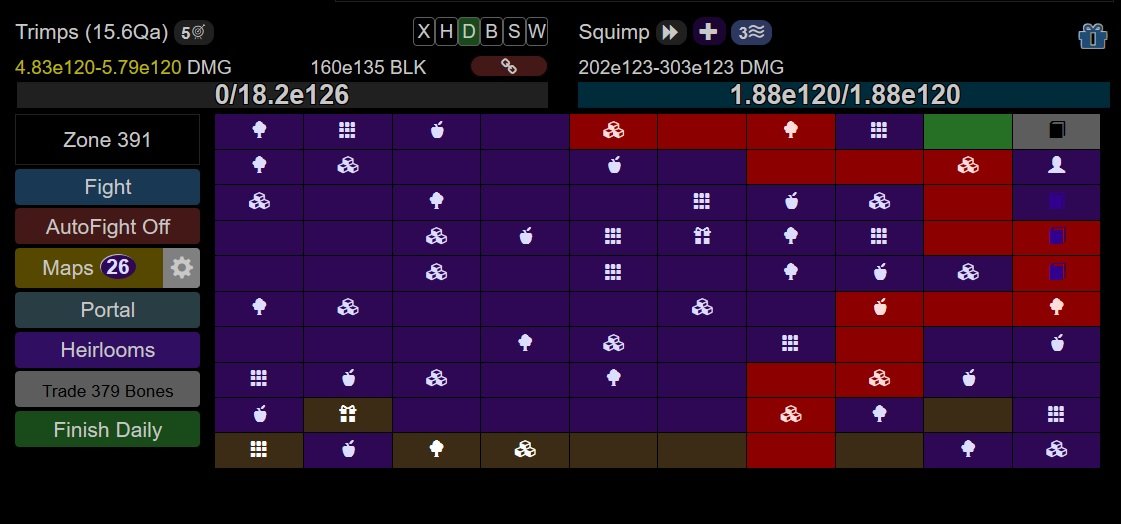 Trimps (15.6Qa) 5 X H D B S W Squimp 3
4.83e120-5.79e120 DMG 160e135 BLK 202e123-303e123 DMG
0/18.2e126 1.88e120/1.88e120
Zone 391
Fight
AutoFight Off
Maps 26
Portal
Heirlooms
Trade 379 Bones
Finish Daily